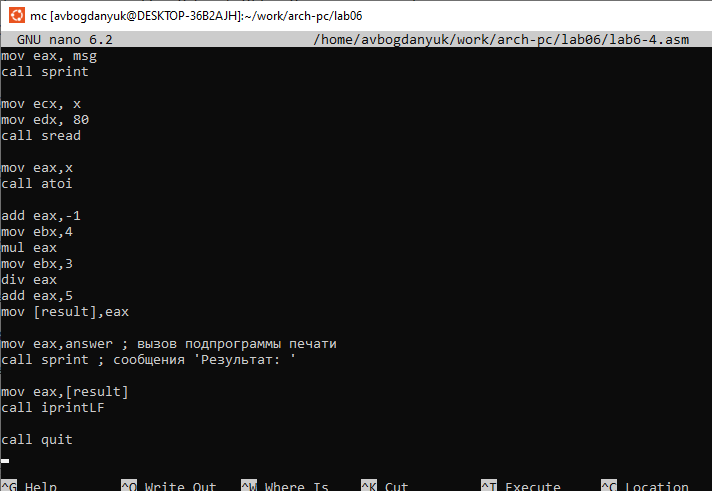 mc [avbogdanyuk@DESKTOP-36B2AJH]:~/work/arch-pc/lab06
GNU nano 6.2 /home/avbogdanyuk/work/arch-pc/lab06/lab6-4.asm
mov eax, msg
call sprint
mov ecx, x
mov edx, 80
call sread
mov eax,x
call atoi
add eax,-1
mov ebx,4
mul eax
mov ebx,3
div eax
add eax,5
mov [result],eax
mov eax,answer ; вызов подпрограммы печати
call sprint ; сообщения 'Результат: '
mov eax,[result]
call iprintLF
call quit
^G Help ^O Write Out ^W Where Is ^K Cut ^T Execute ^C Location